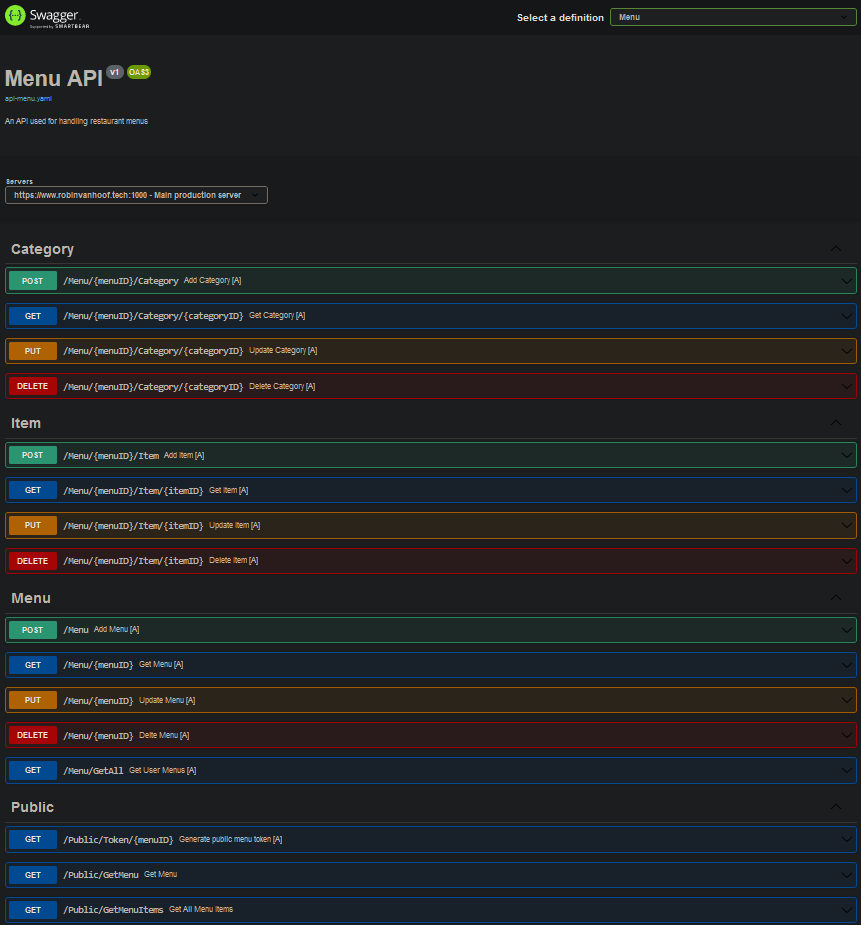 Swagger
Supported by SMARTBEAR
Select a definition
Menu
Menu API v1 OAS3
api-menu.yaml
An API used for handling restaurant menus
Servers
https://www.robinvanhoof.tech:1000 - Main production server
Category
POST /Menu/{menuID}/Category Add Category [A]
GET /Menu/{menuID}/Category/{categoryID} Get Category [A]
PUT /Menu/{menuID}/Category/{categoryID} Update Category [A]
DELETE /Menu/{menuID}/Category/{categoryID} Delete Category [A]
Item
POST /Menu/{menuID}/Item Add Item [A]
GET /Menu/{menuID}/Item/{itemID} Get Item [A]
PUT /Menu/{menuID}/Item/{itemID} Update Item [A]
DELETE /Menu/{menuID}/Item/{itemID} Delete Item [A]
Menu
POST /Menu Add Menu [A]
GET /Menu/{menuID} Get Menu [A]
PUT /Menu/{menuID} Update Menu [A]
DELETE /Menu/{menuID} Delte Menu [A]
GET /Menu/GetAll Get User Menus [A]
Public
GET /Public/Token/{menuID} Generate public menu token [A]
GET /Public/GetMenu Get Menu
GET /Public/GetMenuItems Get All Menu Items